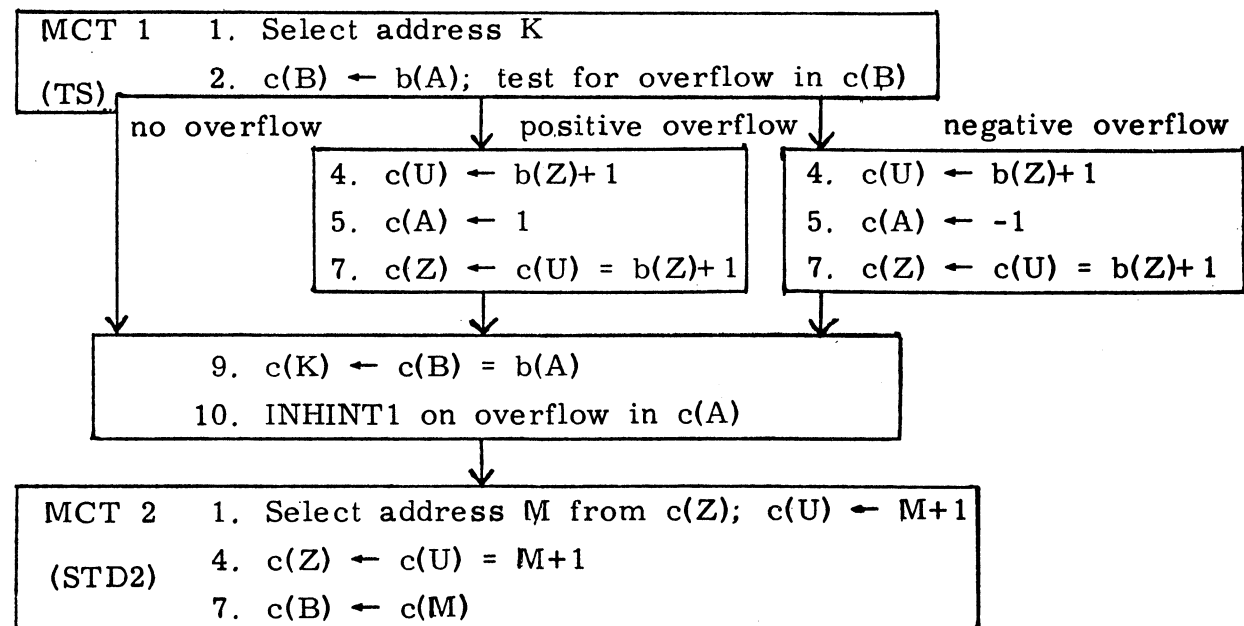 MCT 1 1. Select address K
(TS) 2. c(B) ← b(A); test for overflow in c(B)
no overflow positive overflow negative overflow
4. c(U) ← b(Z)+1 4. c(U) ← b(Z)+1
5. c(A) ← 1 5. c(A) ← -1
7. c(Z) ← c(U) = b(Z)+1 7. c(Z) ← c(U) = b(Z)+1
9. c(K) ← c(B) = b(A)
10. INHINT1 on overflow in c(A)
MCT 2 1. Select address M from c(Z); c(U) ← M+1
(STD2) 4. c(Z) ← c(U) = M+1
7. c(B) ← c(M)